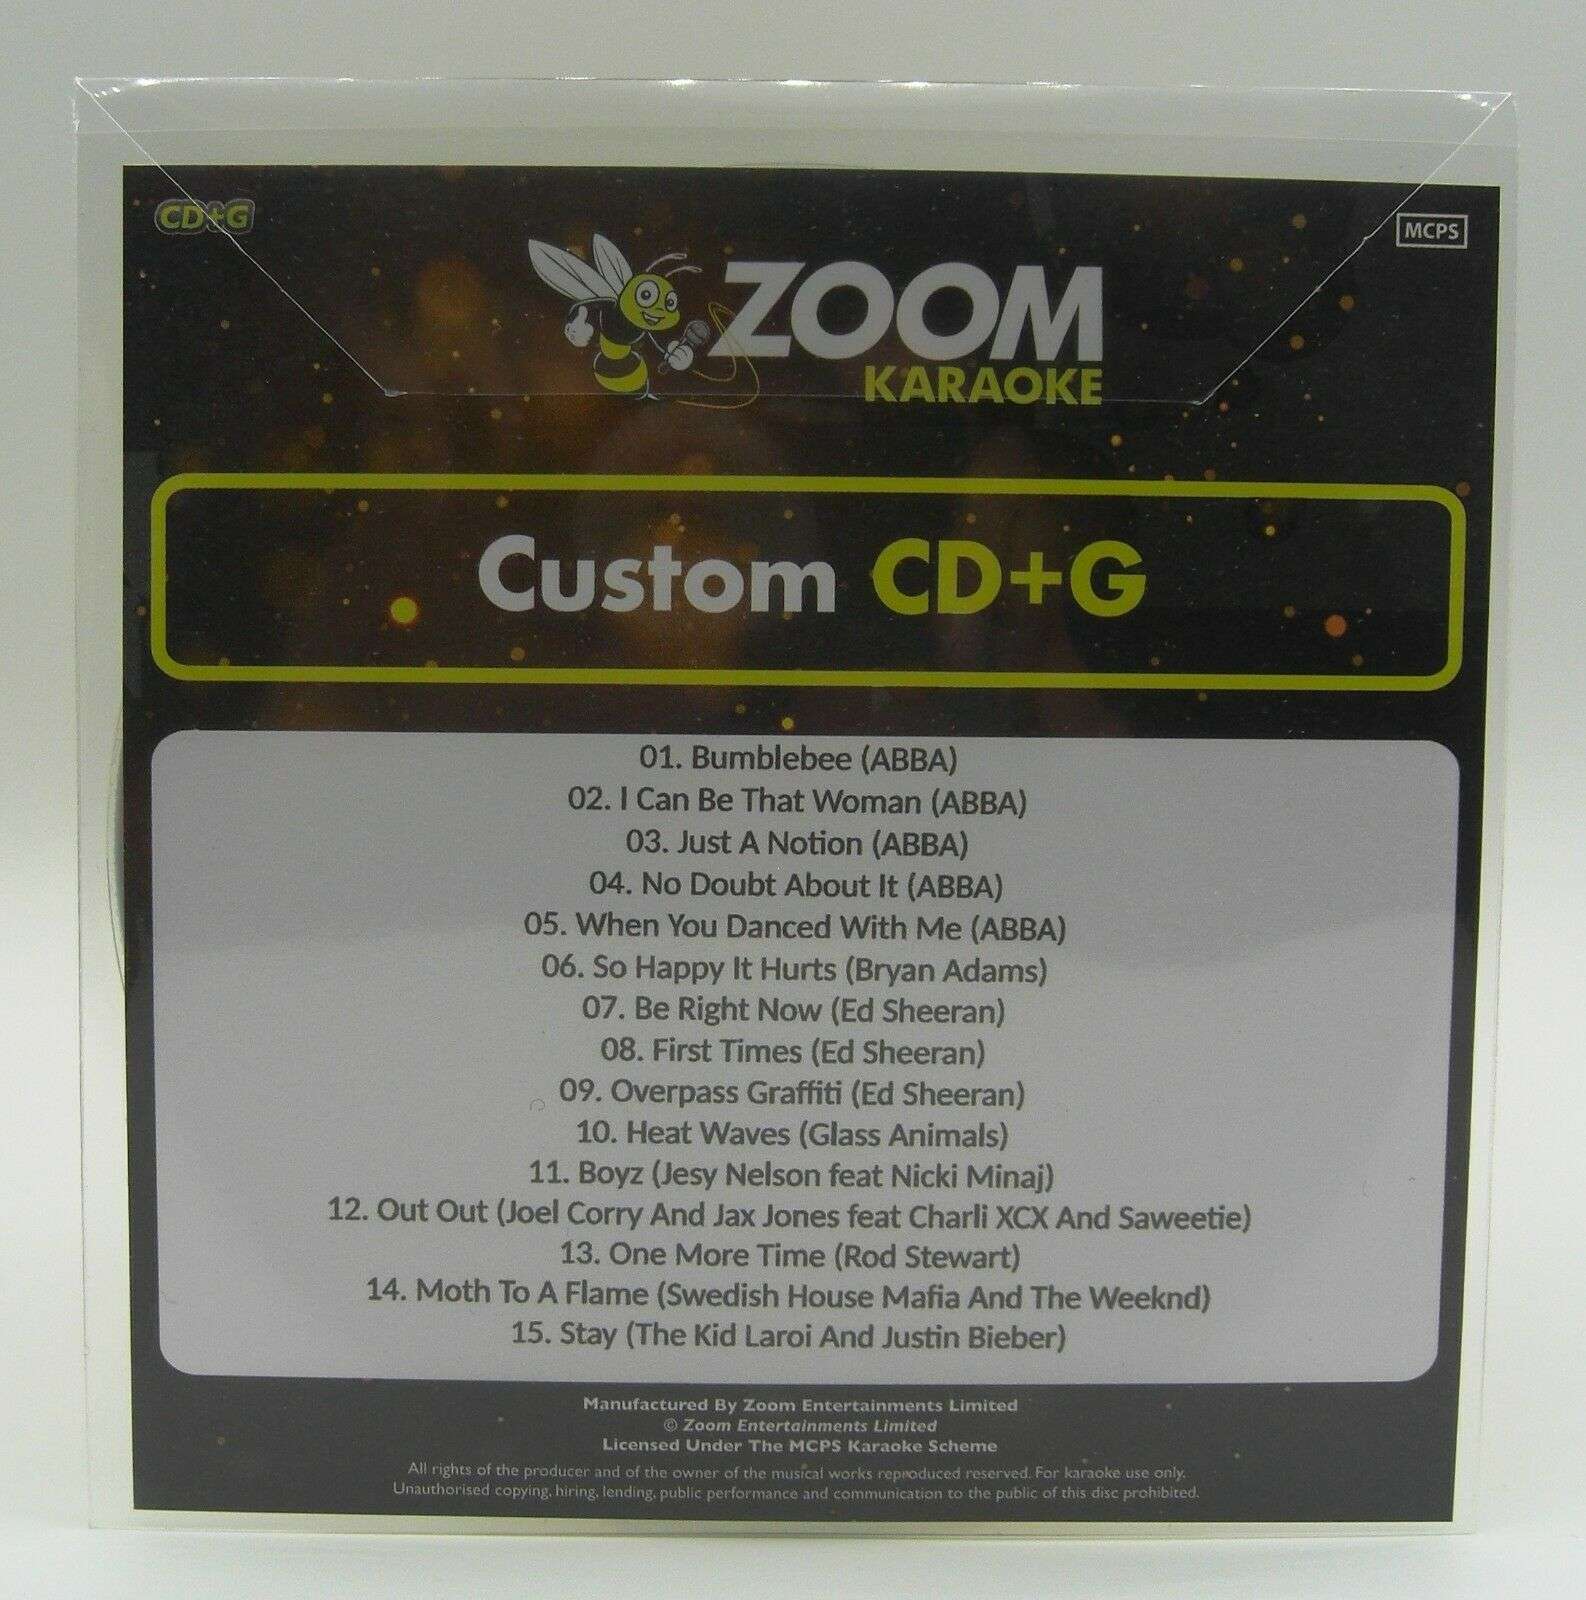 CD+G
MCPS
ZOOM
KARAOKE
Custom CD+G
01. Bumblebee (ABBA)
02. I Can Be That Woman (ABBA)
03. Just A Notion (ABBA)
04. No Doubt About It (ABBA)
05. When You Danced With Me (ABBA)
06. So Happy It Hurts (Bryan Adams)
07. Be Right Now (Ed Sheeran)
08. First Times (Ed Sheeran)
09. Overpass Graffiti (Ed Sheeran)
10. Heat Waves (Glass Animals)
11. Boyz (Jesy Nelson feat Nicki Minaj)
12. Out Out (Joel Corry And Jax Jones feat Charli XCX And Saweetie)
13. One More Time (Rod Stewart)
14. Moth To A Flame (Swedish House Mafia And The Weeknd)
15. Stay (The Kid Laroi And Justin Bieber)
Manufactured By Zoom Entertainments Limited
© Zoom Entertainments Limited
Licensed Under The MCPS Karaoke Scheme
All rights of the producer and of the owner of the musical works reproduced reserved. For karaoke use only.
Unauthorised copying, hiring, lending, public performance and communication to the public of this disc prohibited.